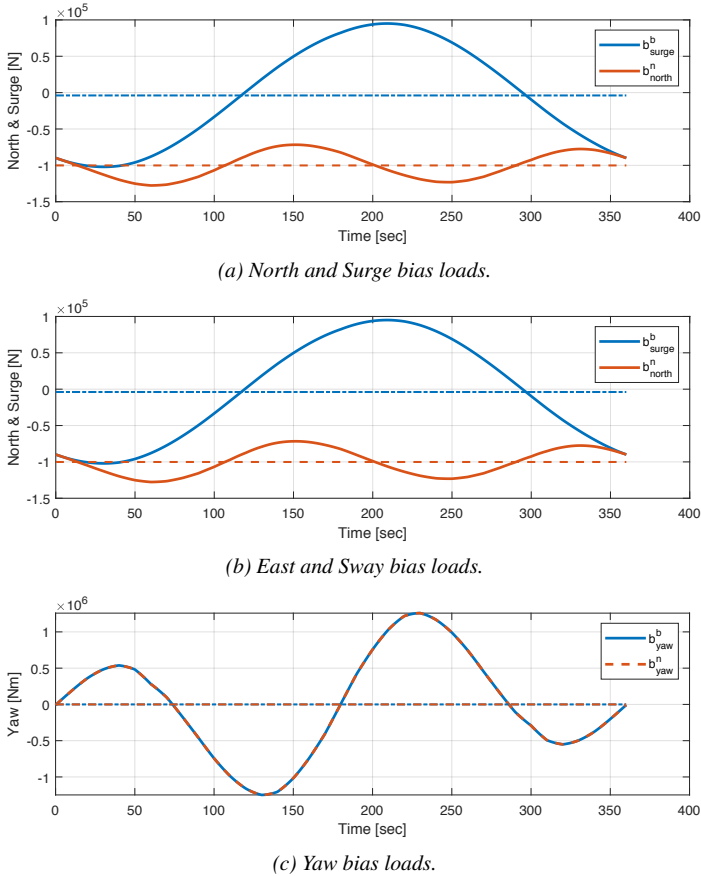 ×10^5
North & Surge [N]
1
0.5
0
-0.5
-1
-1.5
b^b_surge
b^n_north
0 50 100 150 200 250 300 350 400
Time [sec]
(a) North and Surge bias loads.
×10^5
North & Surge [N]
1
0.5
0
-0.5
-1
-1.5
b^b_surge
b^n_north
0 50 100 150 200 250 300 350 400
Time [sec]
(b) East and Sway bias loads.
×10^6
Yaw [Nm]
1
0.5
0
-0.5
-1
b^b_yaw
b^n_yaw
0 50 100 150 200 250 300 350 400
Time [sec]
(c) Yaw bias loads.